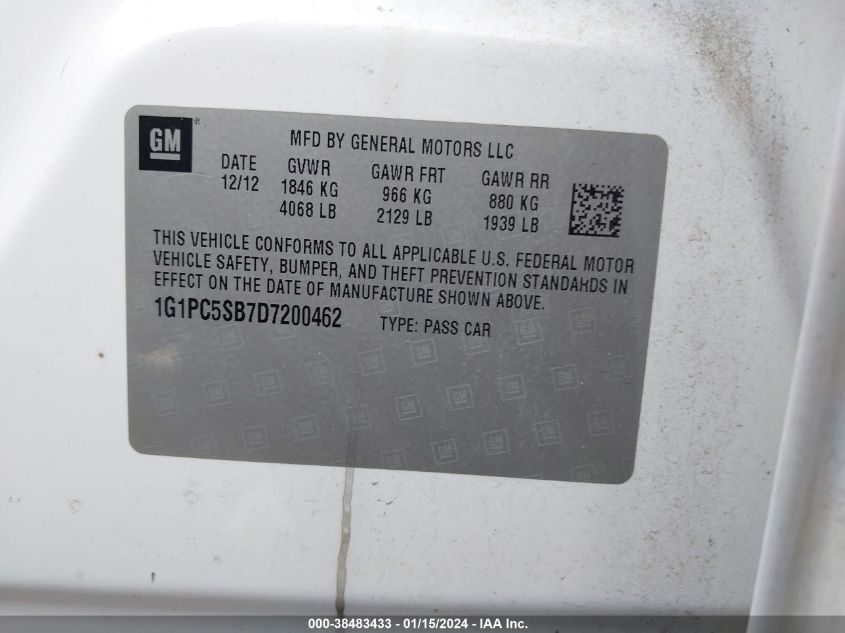 GM ®
MFD BY GENERAL MOTORS LLC
DATE GVWR GAWR FRT GAWR RR
12/12 1846 KG 966 KG 880 KG
4068 LB 2129 LB 1939 LB
THIS VEHICLE CONFORMS TO ALL APPLICABLE U.S. FEDERAL MOTOR
VEHICLE SAFETY, BUMPER, AND THEFT PREVENTION STANDARDS IN
EFFECT ON THE DATE OF MANUFACTURE SHOWN ABOVE.
1G1PC5SB7D7200462 TYPE: PASS CAR
000-38483433 - 01/15/2024 - IAA Inc.